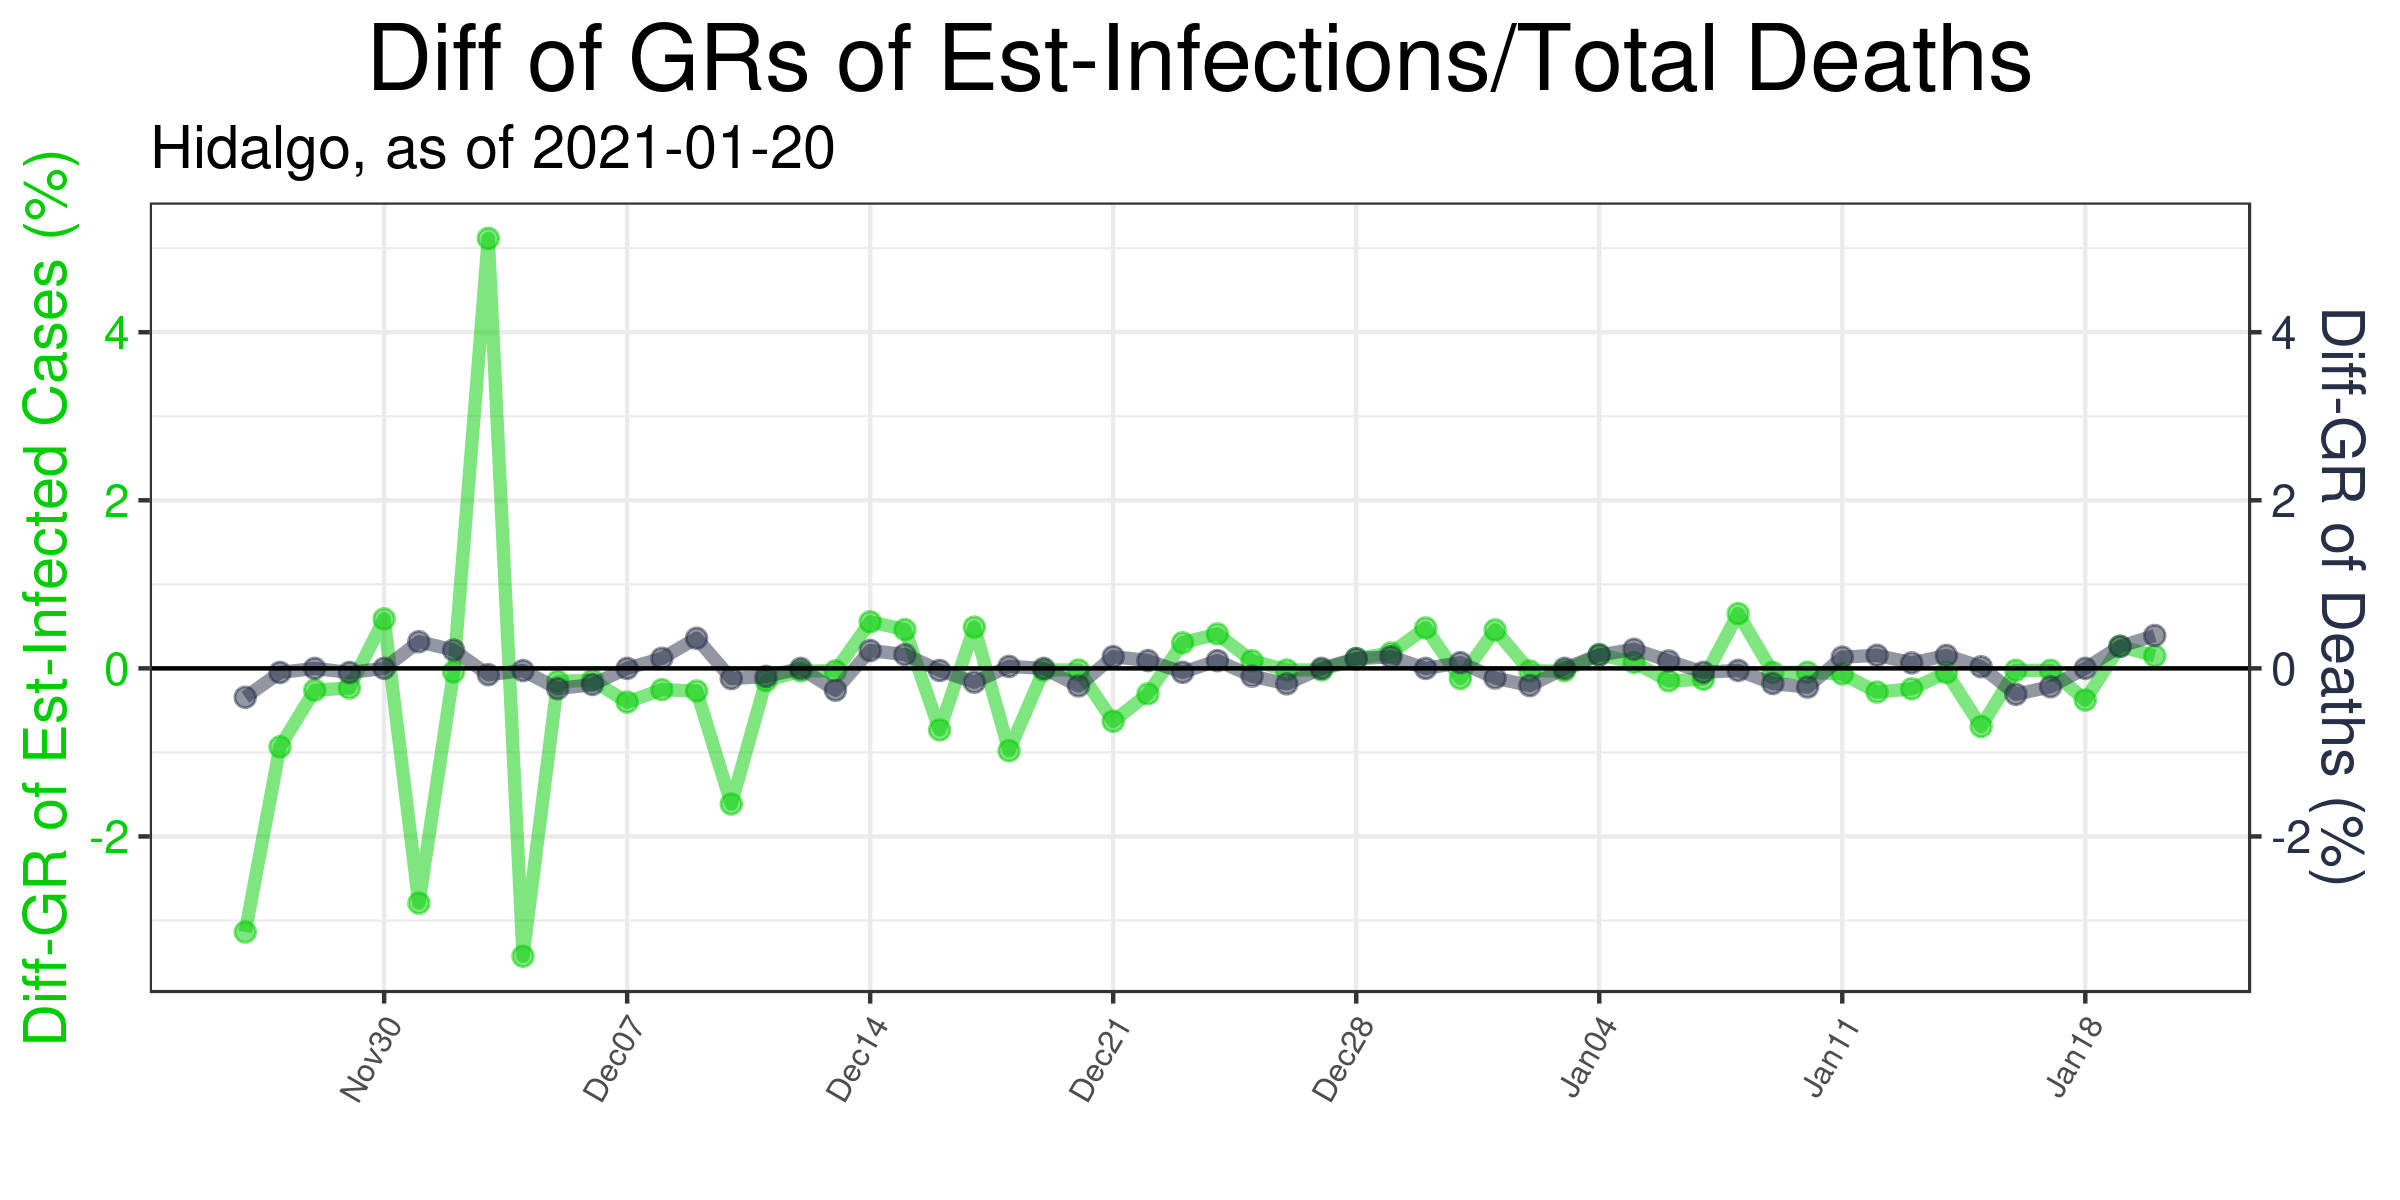 Diff of GRs of Est-Infections/Total Deaths
Hidalgo, as of 2021-01-20
Diff-GR of Est-Infected Cases (%)
4
2
0
-2
4
2
0
-2
Diff-GR of Deaths (%)
Nov30
Dec07
Dec14
Dec21
Dec28
Jan04
Jan11
Jan18